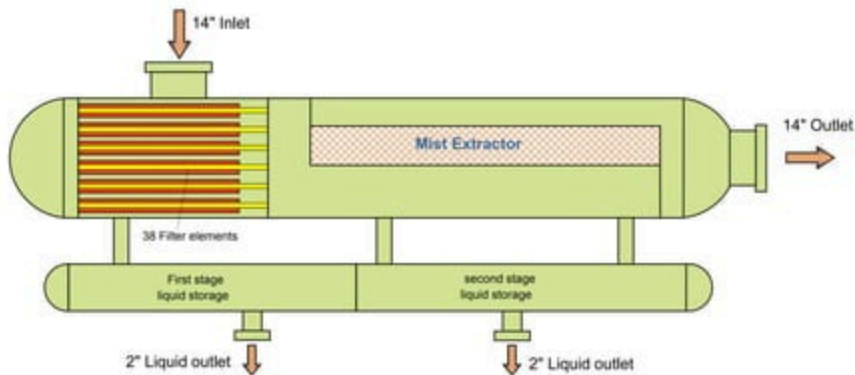 14" Inlet
14" Outlet
Mist Extractor
38 Filter elements
First stage
liquid storage
second stage
liquid storage
2" Liquid outlet
2" Liquid outlet